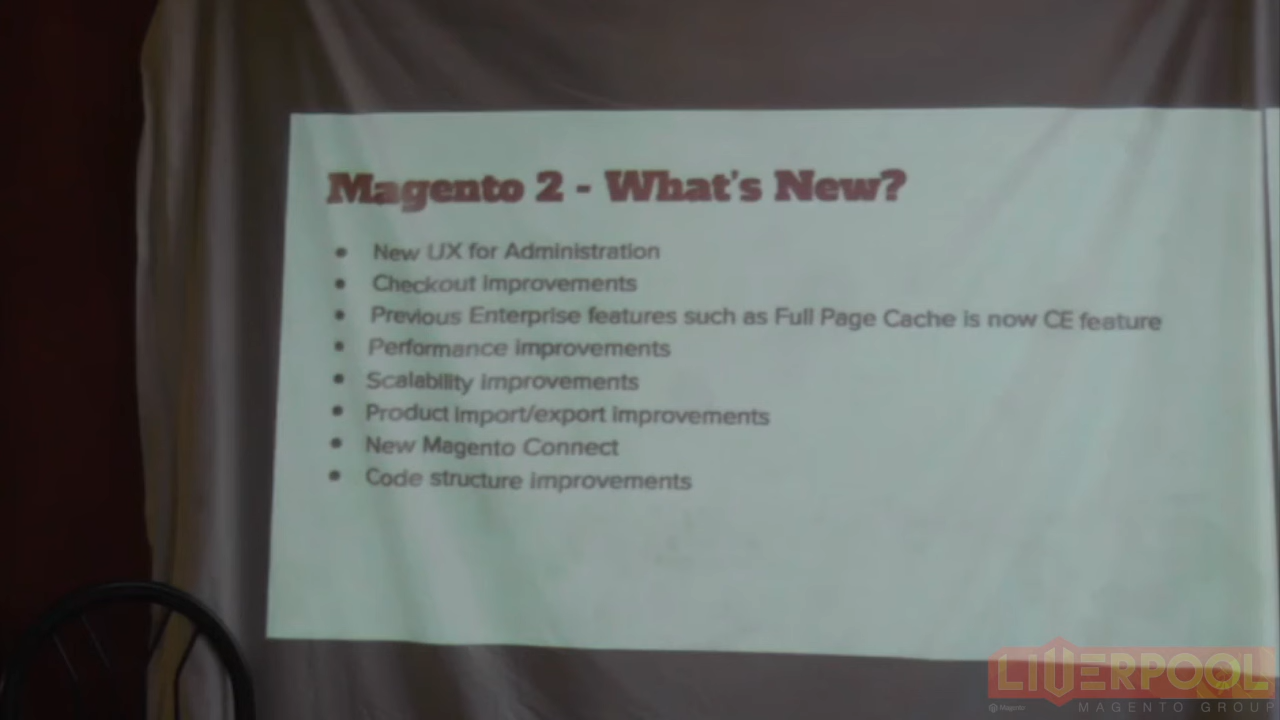 Magento 2 - What's New?
New UX for Administration
Checkout improvements
Previous Enterprise features such as Full Page Cache is now CE feature
Performance improvements
Scalability improvements
Product import/export improvements
New Magento Connect
Code structure improvements
LIVERPOOL
Magento
MAGENTO GROUP